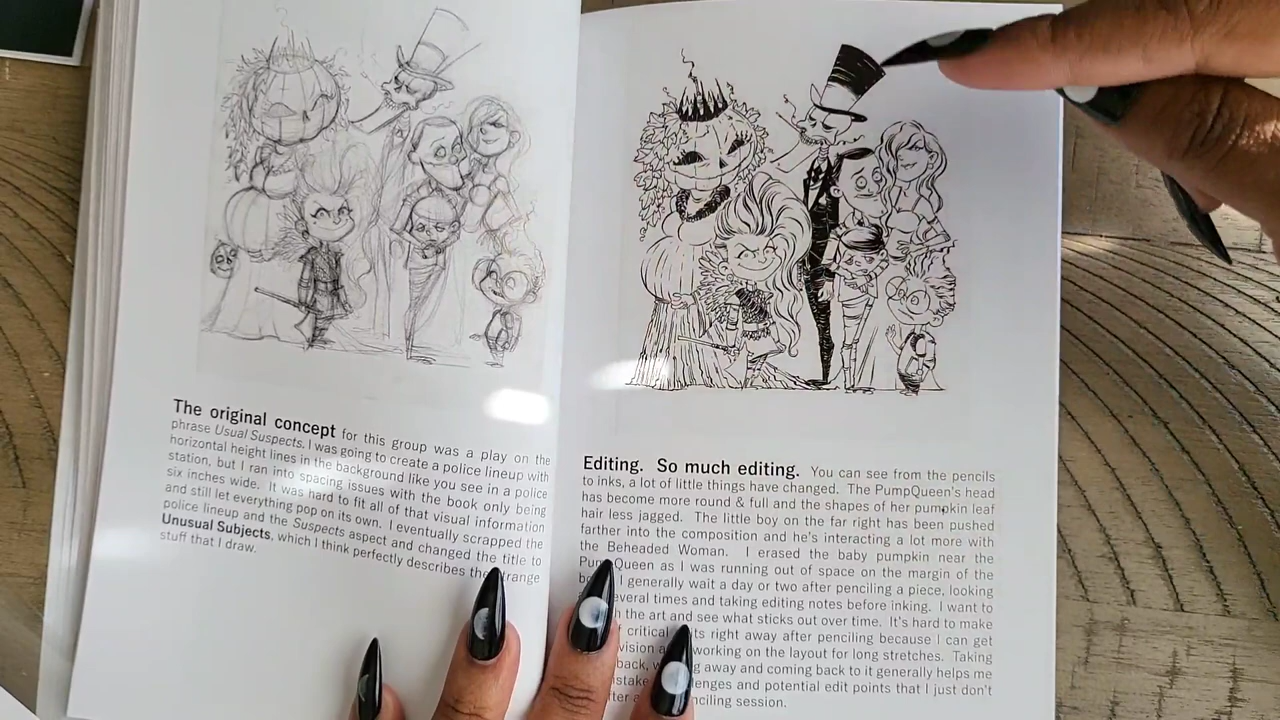 The original concept for this group was a play on the
phrase Usual Suspects. I was going to create a police lineup with
horizontal height lines in the background like you see in a police
station, but I ran into spacing issues with the book only being
six inches wide. It was hard to fit all of that visual information
and still let everything pop on its own. I eventually scrapped the
police lineup and the Suspects aspect and changed the title to
Unusual Subjects, which I think perfectly describes the strange
stuff that I draw.
Editing. So much editing. You can see from the pencils
to inks, a lot of little things have changed. The PumpQueen's head
has become more round & full and the shapes of her pumpkin leaf
hair less jagged. The little boy on the far right has been pushed
farther into the composition and he's interacting a lot more with
the Beheaded Woman. I erased the baby pumpkin near the
PumpQueen as I was running out of space on the margin of the
I generally wait a day or two after penciling a piece, looking
several times and taking editing notes before inking. I want to
the art and see what sticks out over time. It's hard to make
critical right away after penciling because I can get
vision working on the layout for long stretches. Taking
back, away and coming back to it generally helps me
and potential edit points that I just don't
penciling session.